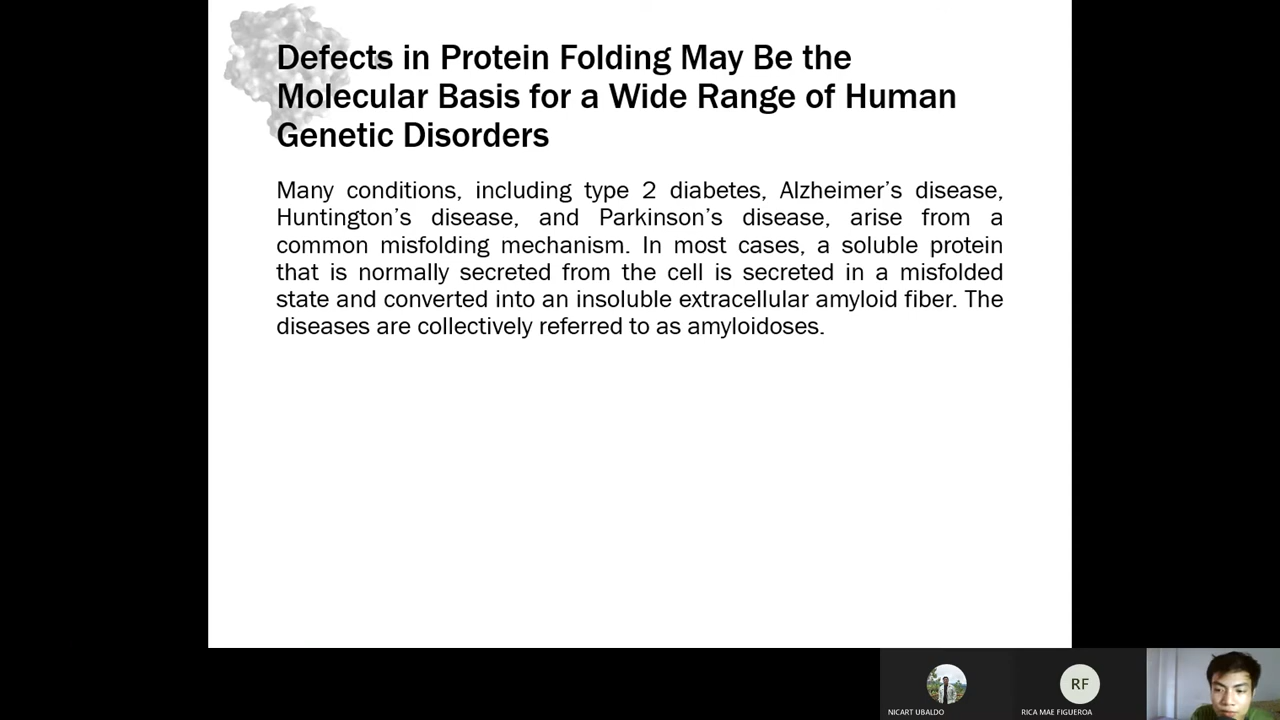 Defects in Protein Folding May Be the
Molecular Basis for a Wide Range of Human
Genetic Disorders
Many conditions, including type 2 diabetes, Alzheimer’s disease,
Huntington’s disease, and Parkinson’s disease, arise from a
common misfolding mechanism. In most cases, a soluble protein
that is normally secreted from the cell is secreted in a misfolded
state and converted into an insoluble extracellular amyloid fiber. The
diseases are collectively referred to as amyloidoses.
RF
NICART UBALDO
RICA MAE FIGUEROA